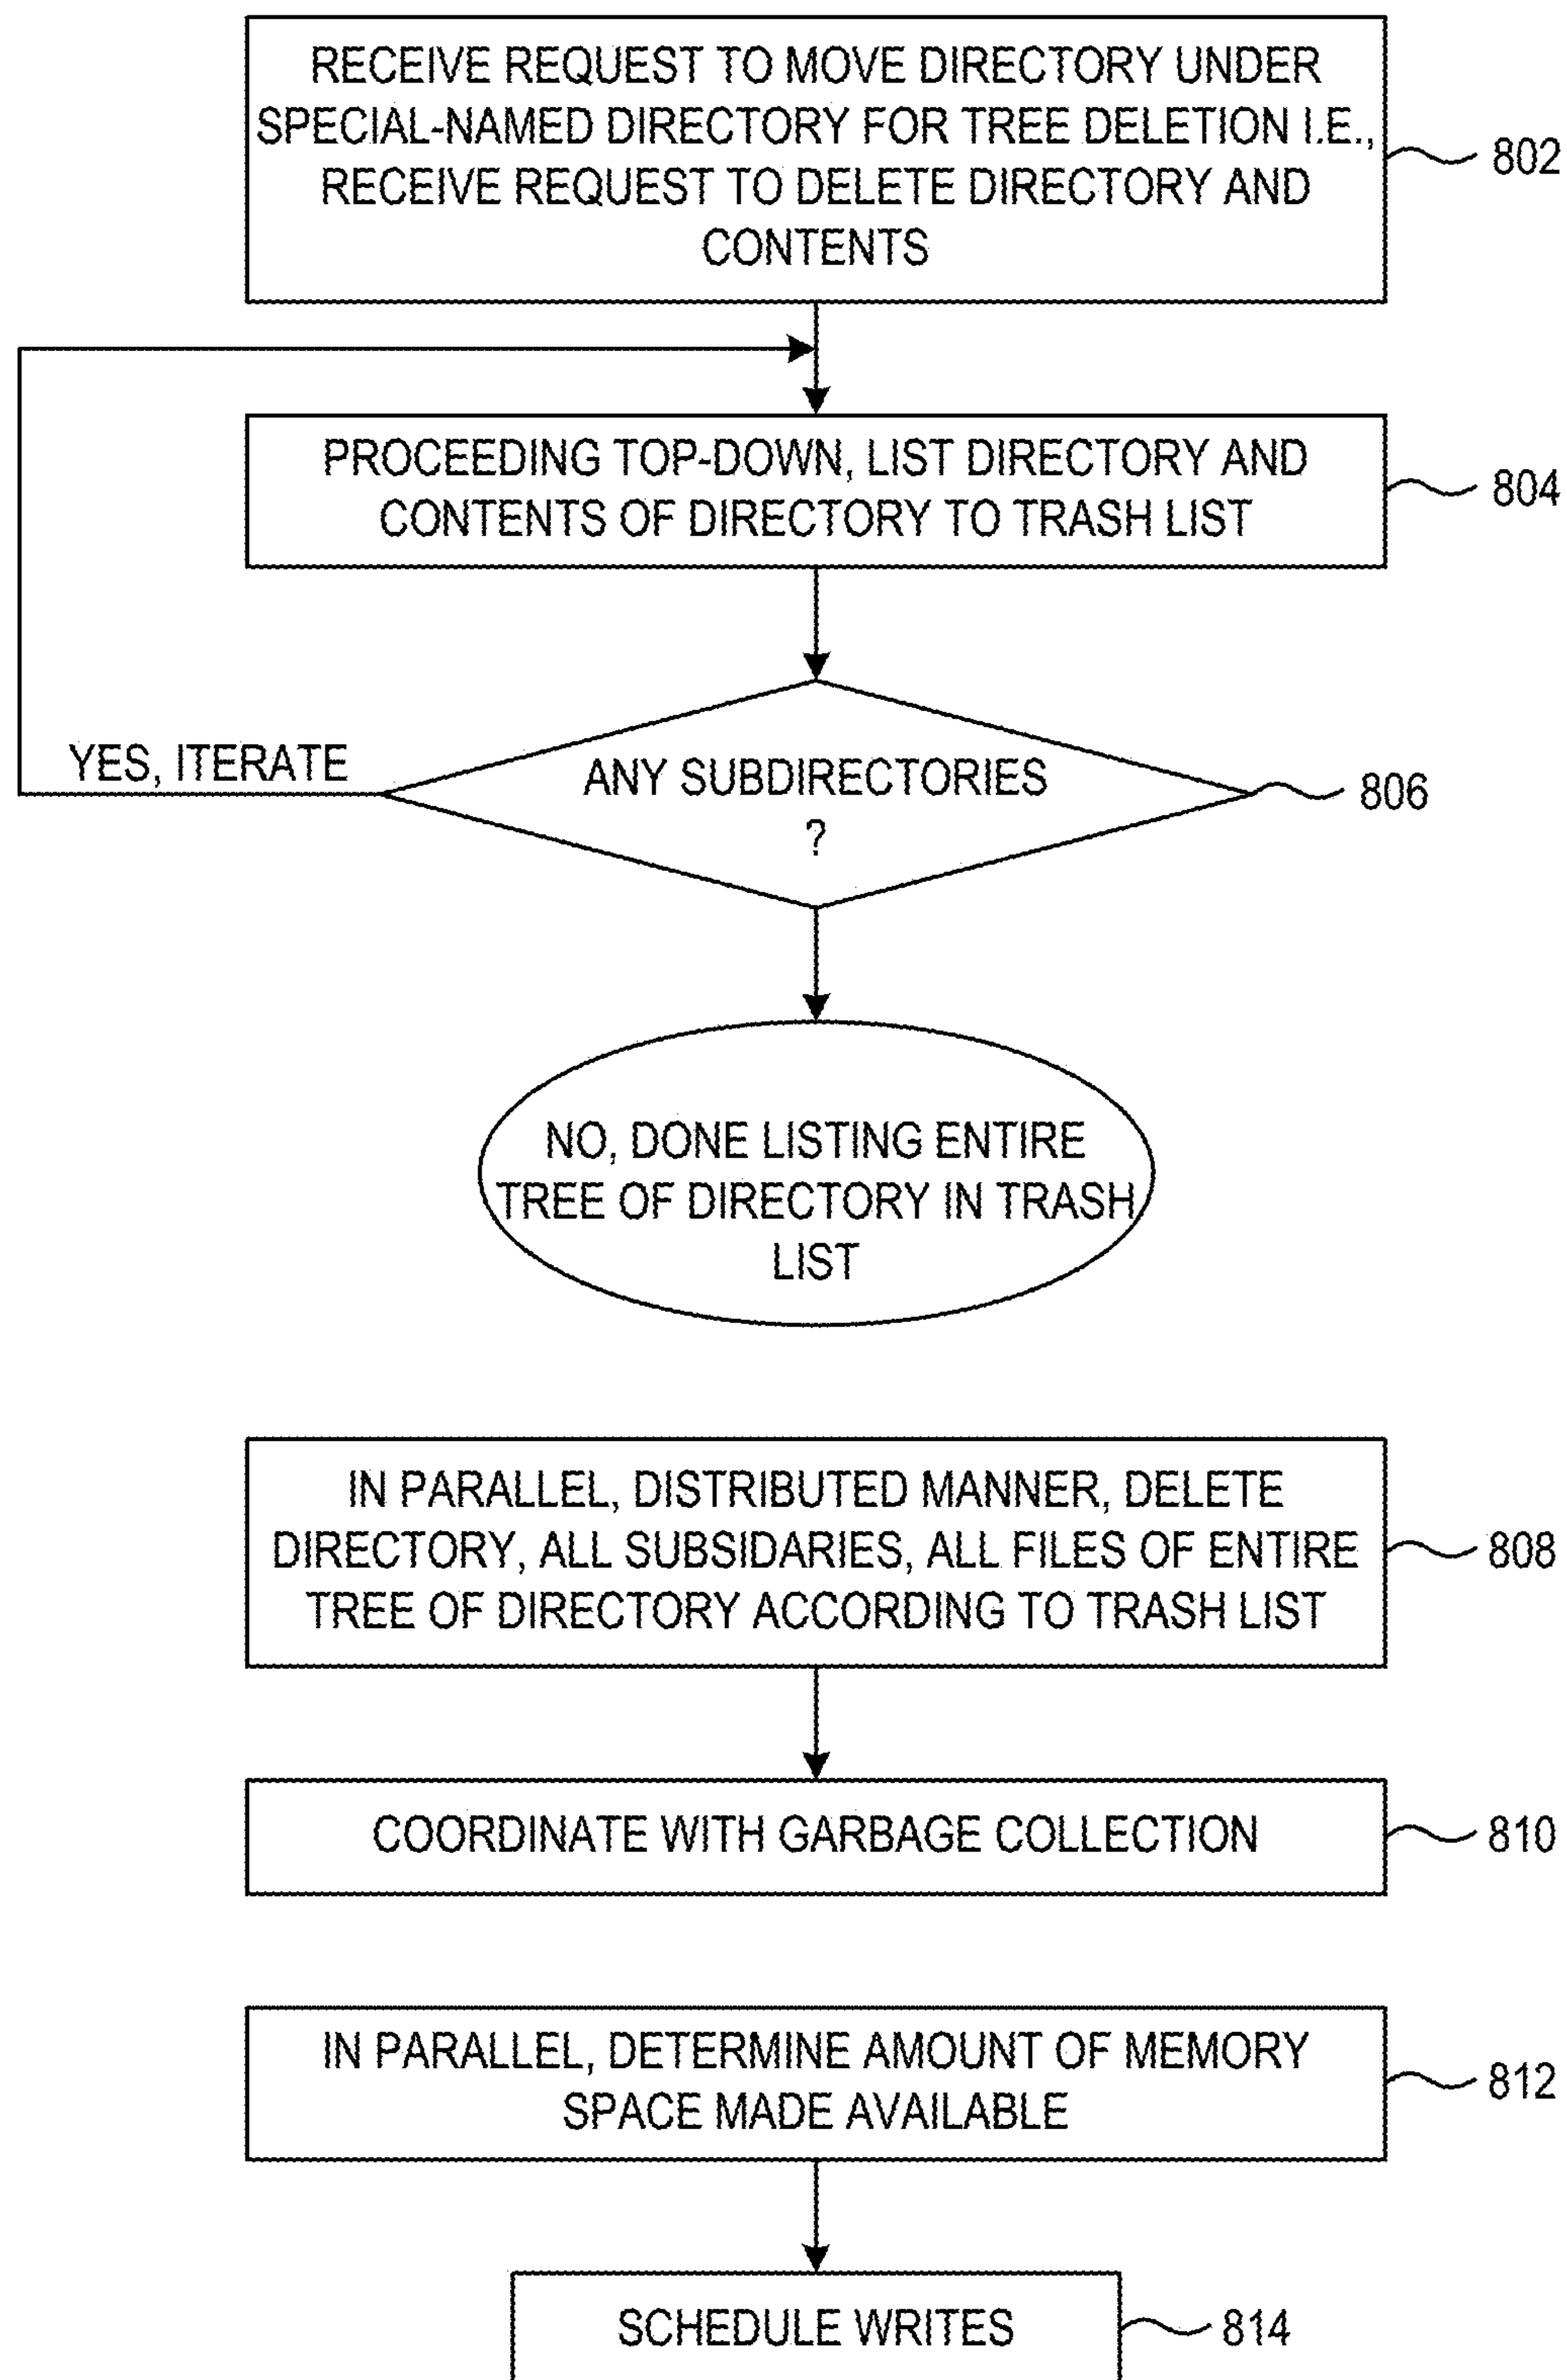 RECEIVE REQUEST TO MOVE DIRECTORY UNDER
SPECIAL-NAMED DIRECTORY FOR TREE DELETION I.E.,
RECEIVE REQUEST TO DELETE DIRECTORY AND
CONTENTS
802
PROCEEDING TOP-DOWN, LIST DIRECTORY AND
CONTENTS OF DIRECTORY TO TRASH LIST
804
YES, ITERATE
ANY SUBDIRECTORIES
?
806
NO, DONE LISTING ENTIRE
TREE OF DIRECTORY IN TRASH
LIST
IN PARALLEL, DISTRIBUTED MANNER, DELETE
DIRECTORY, ALL SUBSIDARIES, ALL FILES OF ENTIRE
TREE OF DIRECTORY ACCORDING TO TRASH LIST
808
COORDINATE WITH GARBAGE COLLECTION
810
IN PARALLEL, DETERMINE AMOUNT OF MEMORY
SPACE MADE AVAILABLE
812
SCHEDULE WRITES
814